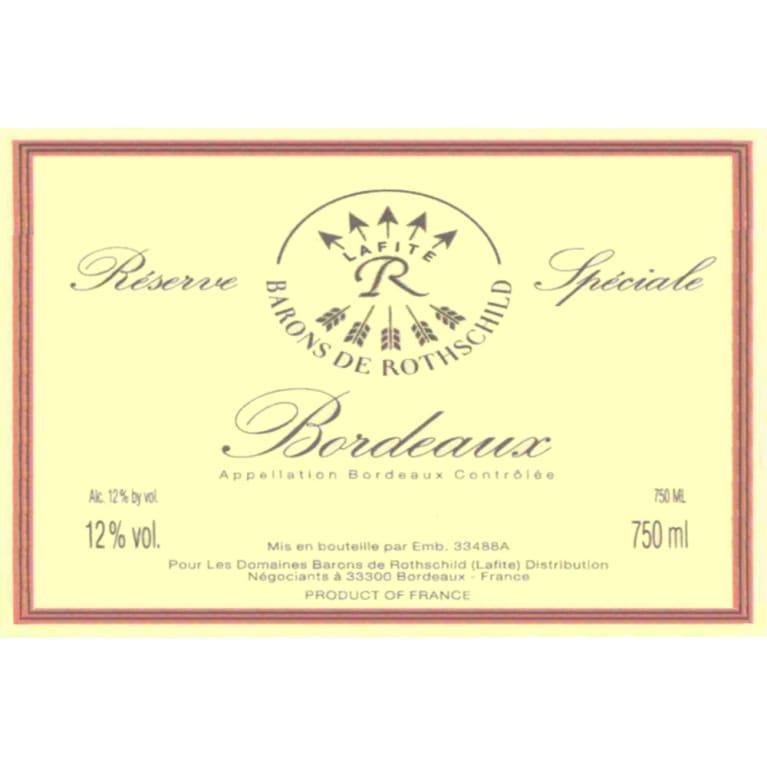 Réserve
LAFITE
R
BARONS DE ROTHSCHILD
Spéciale
Bordeaux
Appellation Bordeaux Contrôlée
Alc. 12% by vol.
750 ML
12% vol.
750 ml
Mis en bouteille par Emb. 33488A
Pour Les Domaines Barons de Rothschild (Lafite) Distribution
Négociants à 33300 Bordeaux - France
PRODUCT OF FRANCE